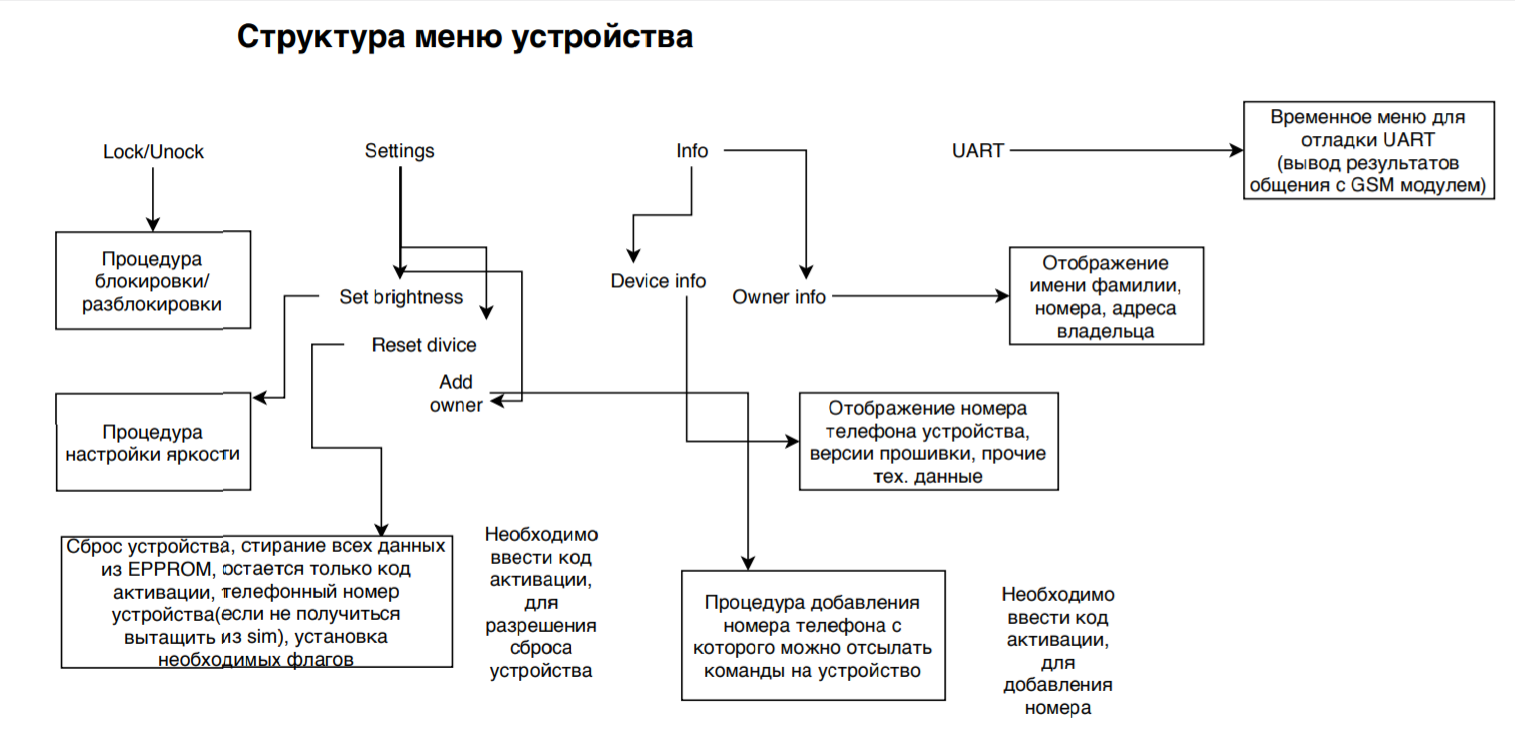 Структура меню устройства
Lock/Unock
Settings
Info
UART
Временное меню для
отладки UART
(вывод результатов
общения с GSM модулем)
Процедура
блокировки/
разблокировки
Set brightness
Reset divice
Add
owner
Device info
Owner info
Отображение
имени фамилии,
номера, адреса
владельца
Процедура
настройки яркости
Отображение номера
телефона устройства,
версии прошивки, прочие
тех. данные
Сброс устройства, стирание всех данных
из EPPROM, остается только код
активации, телефонный номер
устройства(если не получиться
вытащить из sim), установка
необходимых флагов
Необходимо
ввести код
активации,
для
разрешения
сброса
устройства
Процедура добавления
номера телефона с
которого можно отсылать
команды на устройство
Необходимо
ввести код
активации,
для
добавления
номера